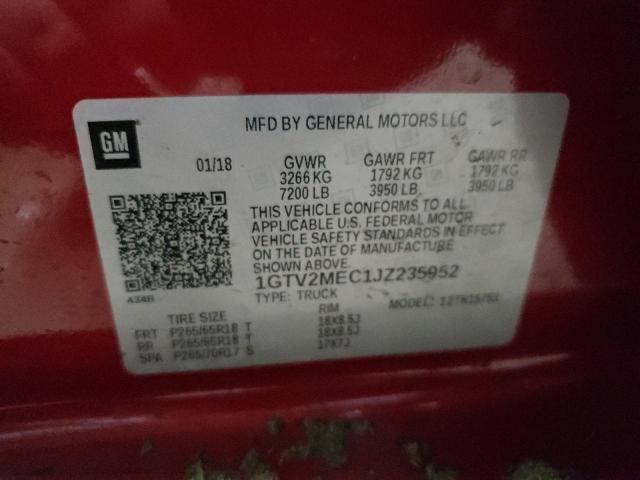 GM
MFD BY GENERAL MOTORS LLC
01/18 GVWR GAWR FRT GAWR RR
3266 KG 1792 KG 1792 KG
7200 LB 3950 LB 3950 LB
THIS VEHICLE CONFORMS TO ALL
APPLICABLE U.S. FEDERAL MOTOR
VEHICLE SAFETY STANDARDS IN EFFECT
ON THE DATE OF MANUFACTURE
SHOWN ABOVE.
1GTV2MEC1JZ235952
434B
TYPE: TRUCK MODEL:
TIRE SIZE RIM
FRT P265/65R18 T 18X8.5J
RR P265/65R18 T 18X8.5J
SPA P265/70R17 S 17X7J